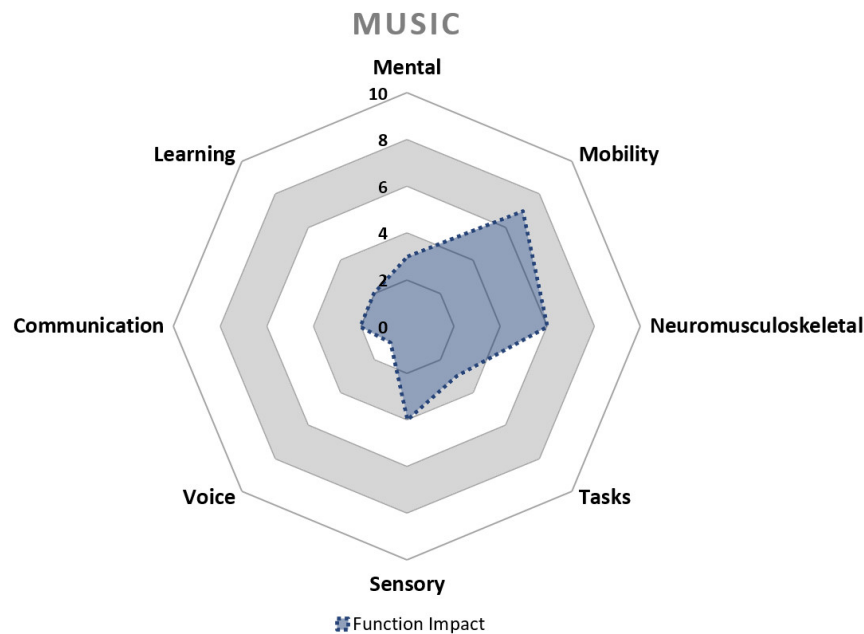 MUSIC
Mental
10
Learning
8
Mobility
6
4
2
Communication
0
Neuromusculoskeletal
Voice
Tasks
Sensory
Function Impact